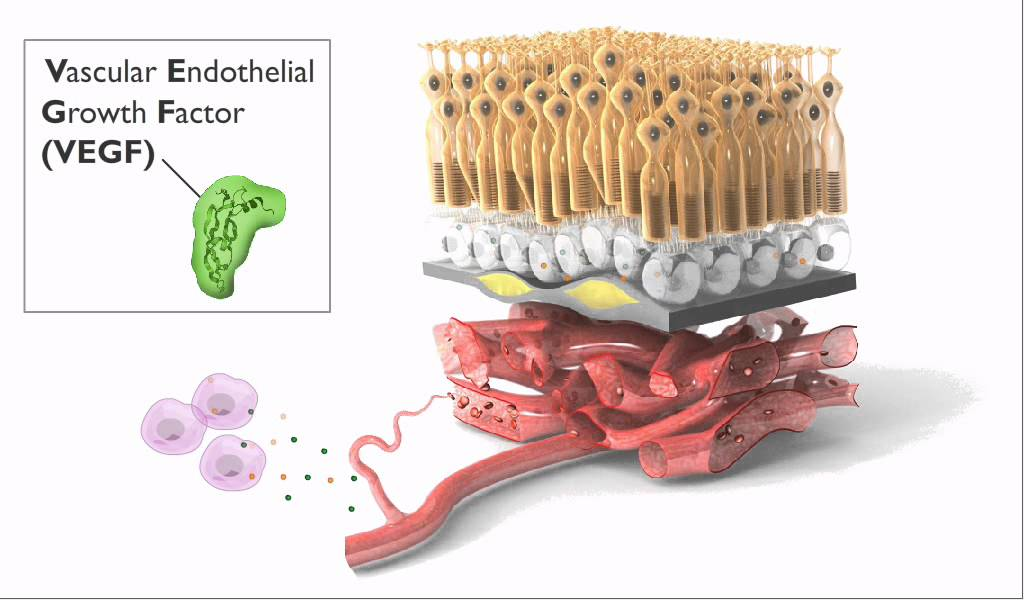 Vascular Endothelial
Growth Factor
(VEGF)